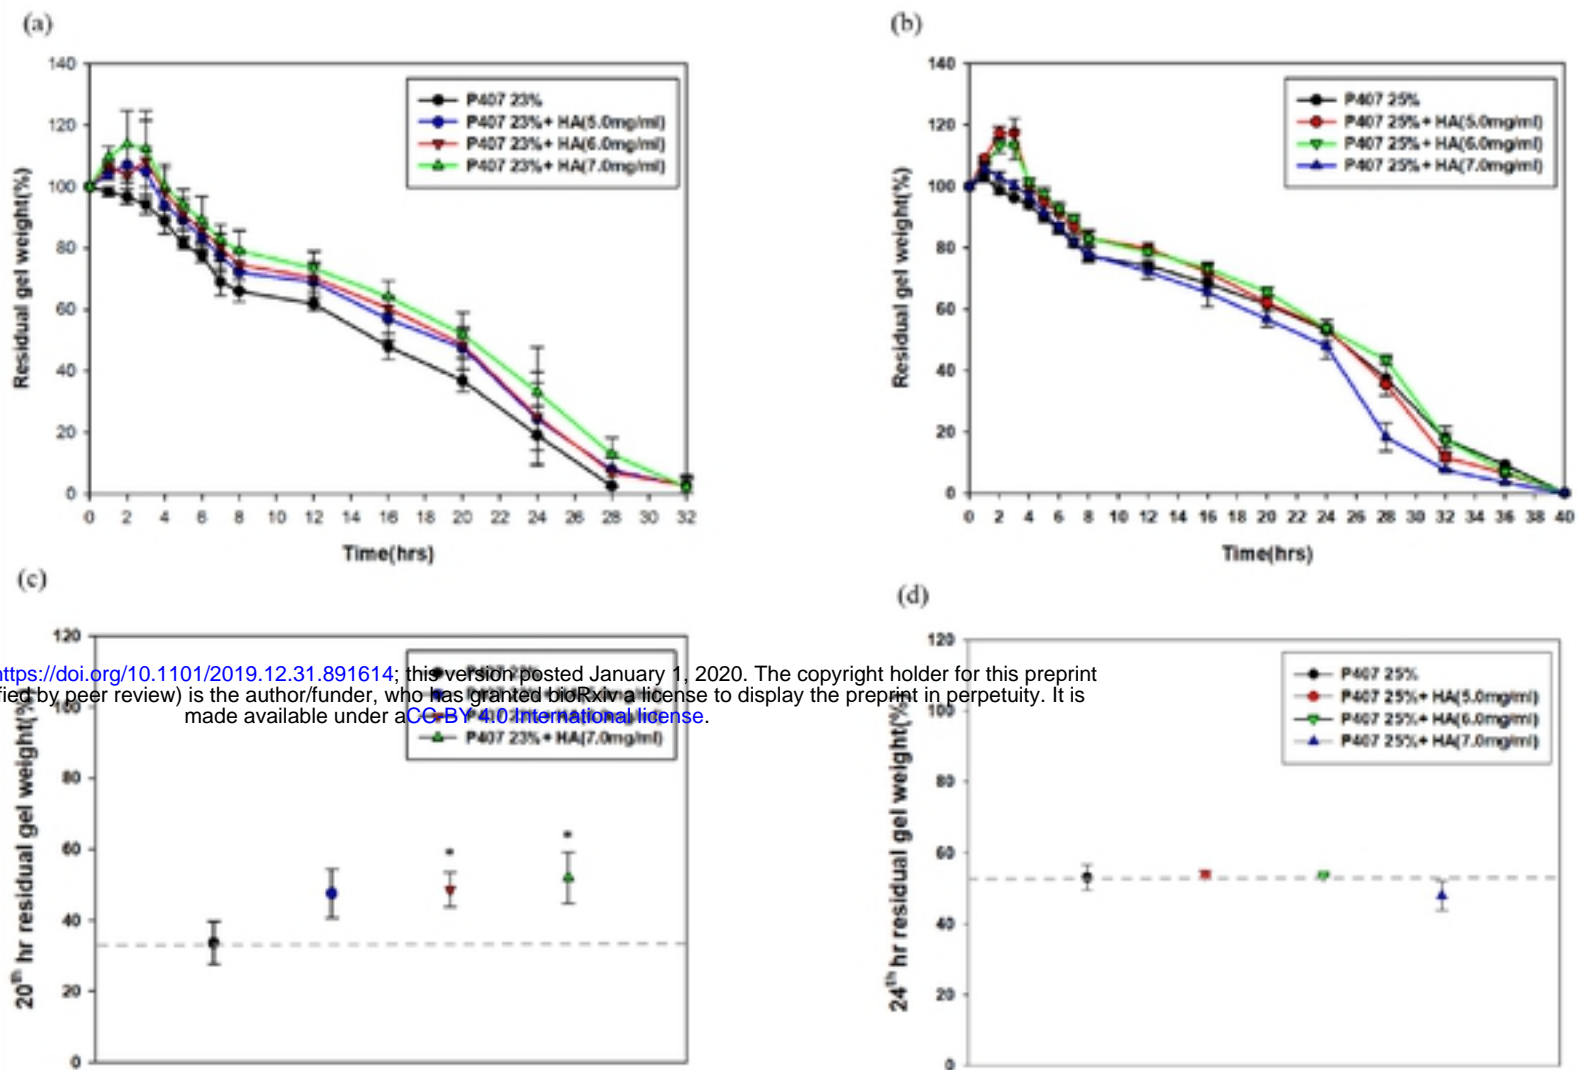 (a)
(b)
140
120
100
80
60
40
20
0
Residual gel weight(%)
P407 23%
P407 23%+ HA(5.0mg/ml)
P407 23%+ HA(6.0mg/ml)
P407 23%+ HA(7.0mg/ml)
0 2 4 6 8 10 12 14 16 18 20 22 24 26 28 30 32
Time(hrs)
140
120
100
80
60
40
20
0
Residual gel weight(%)
P407 25%
P407 25%+ HA(5.0mg/ml)
P407 25%+ HA(6.0mg/ml)
P407 25%+ HA(7.0mg/ml)
0 2 4 6 8 10 12 14 16 18 20 22 24 26 28 30 32 34 36 38 40
Time(hrs)
(c)
(d)
https://doi.org/10.1101/2019.12.31.891614; this version posted January 1, 2020. The copyright holder for this preprint
fied by peer review) is the author/funder, who has granted bioRxiv a license to display the preprint in perpetuity. It is
made available under aCC-BY 4.0 International license.
120
100
80
60
40
20
0
20th hr residual gel weight(%)
P407 23%+ HA(7.0mg/ml)
*
*
120
100
80
60
40
20
0
24th hr residual gel weight(%)
P407 25%
P407 25%+ HA(5.0mg/ml)
P407 25%+ HA(6.0mg/ml)
P407 25%+ HA(7.0mg/ml)